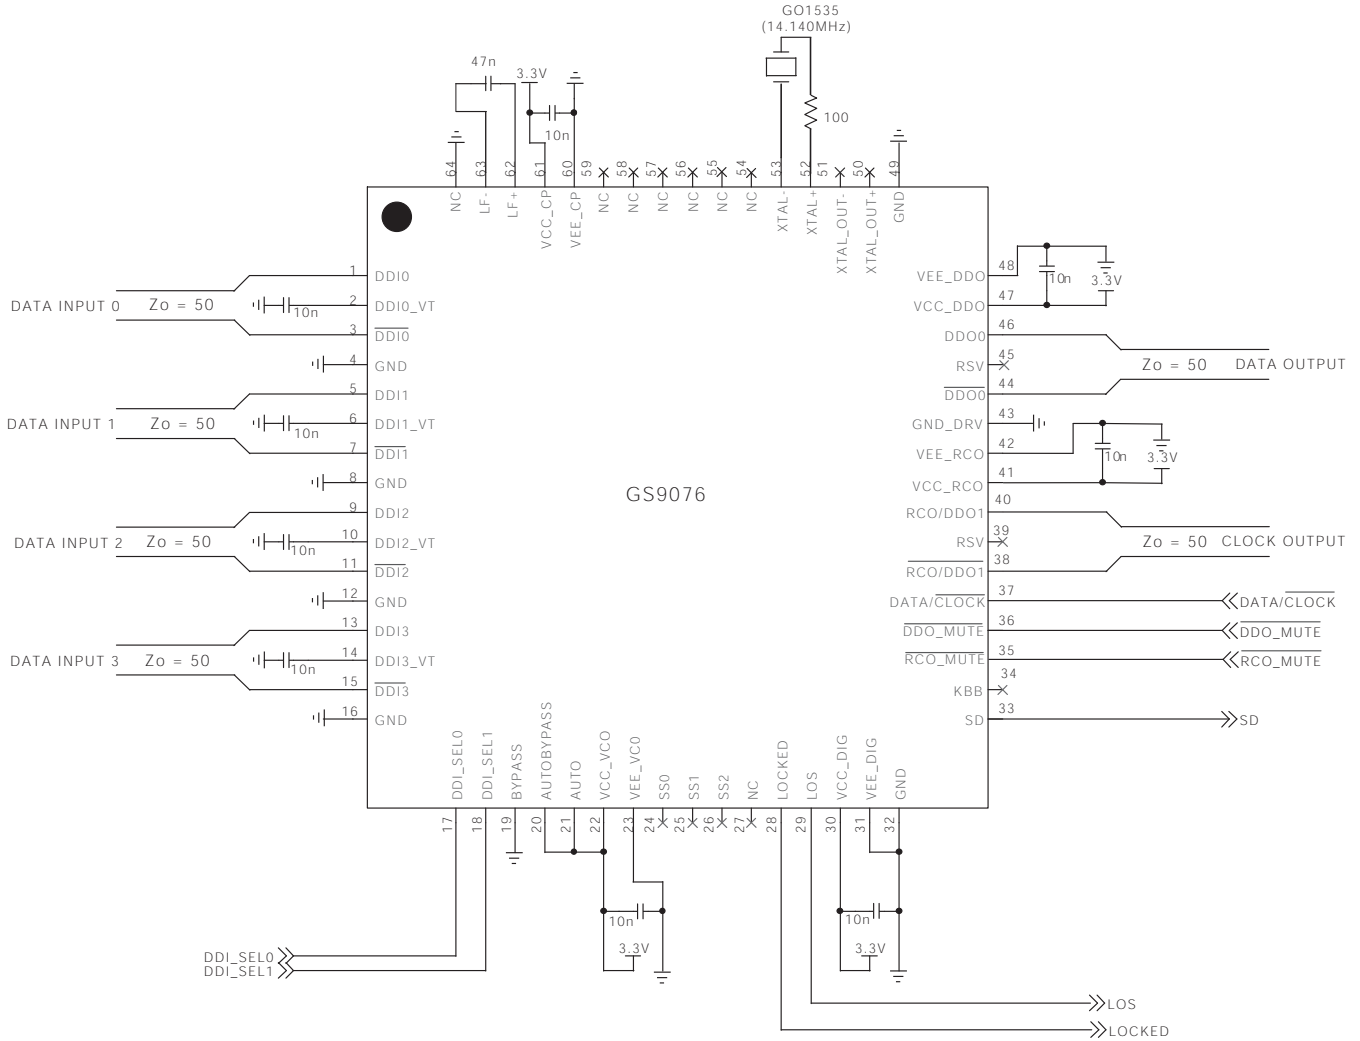 GO1535
(14.140MHz)
47n
3.3V
10n
100
64
63
62
61
60
59
58
57
56
55
54
53
52
51
50
49
NC
LF-
LF+
VCC_CP
VEE_CP
NC
NC
NC
NC
NC
NC
XTAL-
XTAL+
XTAL_OUT-
XTAL_OUT+
GND
DATA INPUT 0
Zo = 50
1
DDI0
2
DDI0_VT
10n
3
DDI0
4
GND
DATA INPUT 1
Zo = 50
5
DDI1
6
DDI1_VT
10n
7
DDI1
8
GND
DATA INPUT 2
Zo = 50
9
DDI2
10
DDI2_VT
10n
11
DDI2
12
GND
DATA INPUT 3
Zo = 50
13
DDI3
14
DDI3_VT
10n
15
DDI3
16
GND
GS9076
VEE_DDO
48
10n
3.3V
VCC_DDO
47
DDO0
46
RSV
45
Zo = 50
DATA OUTPUT
DDO0
44
GND_DRV
43
VEE_RCO
42
10n
3.3V
VCC_RCO
41
RCO/DDO1
40
RSV
39
Zo = 50
CLOCK OUTPUT
RCO/DDO1
38
DATA/CLOCK
37
DATA/CLOCK
DDO_MUTE
36
DDO_MUTE
RCO_MUTE
35
RCO_MUTE
KBB
34
SD
33
SD
DDI_SEL0
DDI_SEL1
BYPASS
AUTOBYPASS
AUTO
VCC_VCO
VEE_VC0
SS0
SS1
SS2
NC
LOCKED
LOS
VCC_DIG
VEE_DIG
GND
17
18
19
20
21
22
23
24
25
26
27
28
29
30
31
32
10n
3.3V
10n
3.3V
DDI_SEL0
DDI_SEL1
LOS
LOCKED